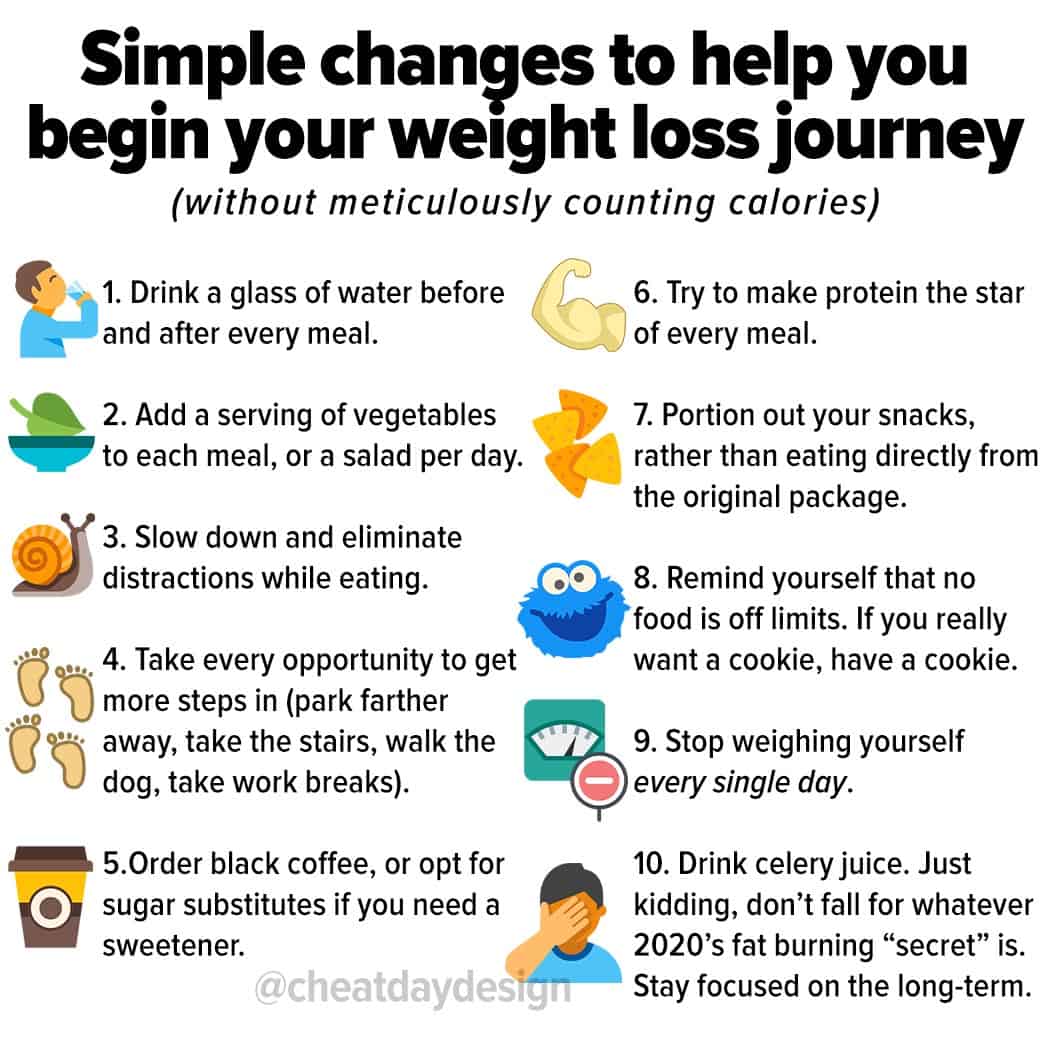 Simple changes to help you
begin your weight loss journey
(without meticulously counting calories)
1. Drink a glass of water before
and after every meal.
2. Add a serving of vegetables
to each meal, or a salad per day.
3. Slow down and eliminate
distractions while eating.
4. Take every opportunity to get
more steps in (park farther
away, take the stairs, walk the
dog, take work breaks).
5.Order black coffee, or opt for
sugar substitutes if you need a
sweetener.
6. Try to make protein the star
of every meal.
7. Portion out your snacks,
rather than eating directly from
the original package.
8. Remind yourself that no
food is off limits. If you really
want a cookie, have a cookie.
9. Stop weighing yourself
every single day.
10. Drink celery juice. Just
kidding, don’t fall for whatever
2020’s fat burning “secret” is.
Stay focused on the long-term.
@cheatdaydesign